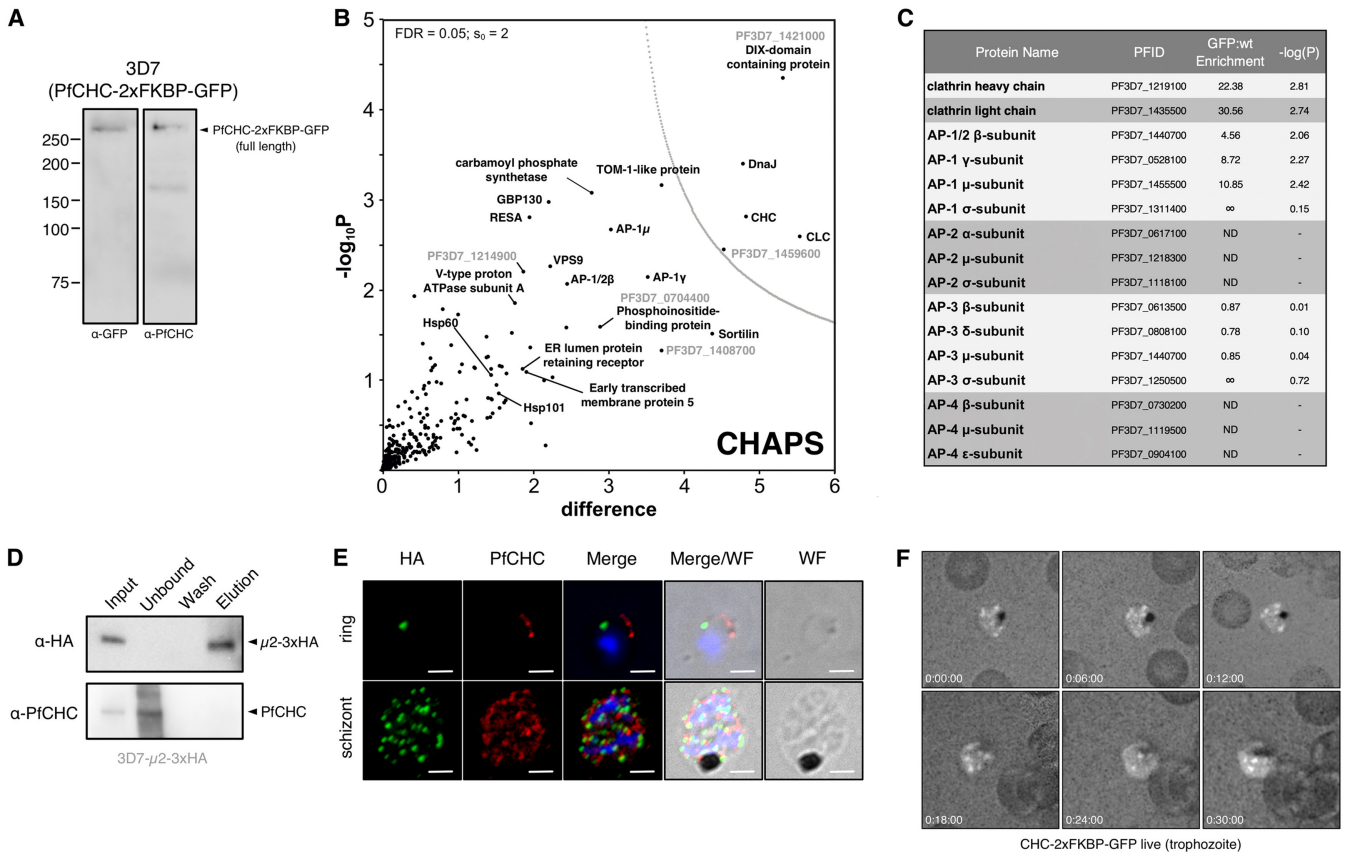 A
3D7
(PfCHC-2xFKBP-GFP)
250
200
150
100
75
PfCHC-2xFKBP-GFP
(full length)
α-GFP
α-PfCHC
B
FDR = 0.05; s₀ = 2
-log₁₀P
5
4
3
2
1
0
0 1 2 3 4 5 6
difference
PF3D7_1421000
DIX-domain
containing protein
carbamoyl phosphate
synthetase
TOM-1-like protein
DnaJ
GBP130
RESA
CHC
AP-1μ
CLC
PF3D7_1459600
PF3D7_1214900
V-type proton
ATPase subunit A
VPS9
AP-1/2β
AP-1γ
PF3D7_0704400
Phosphoinositide-
binding protein
Hsp60
Sortilin
PF3D7_1408700
ER lumen protein
retaining receptor
Early transcribed
membrane protein 5
Hsp101
CHAPS
C
Protein Name PFID GFP:wt Enrichment -log(P)
clathrin heavy chain PF3D7_1219100 22.38 2.81
clathrin light chain PF3D7_1435500 30.56 2.74
AP-1/2 β-subunit PF3D7_1440700 4.56 2.06
AP-1 γ-subunit PF3D7_0528100 8.72 2.27
AP-1 μ-subunit PF3D7_1455500 10.85 2.42
AP-1 σ-subunit PF3D7_1311400 ∞ 0.15
AP-2 α-subunit PF3D7_0617100 ND -
AP-2 μ-subunit PF3D7_1218300 ND -
AP-2 σ-subunit PF3D7_1118100 ND -
AP-3 β-subunit PF3D7_0613500 0.87 0.01
AP-3 δ-subunit PF3D7_0808100 0.78 0.10
AP-3 μ-subunit PF3D7_1440700 0.85 0.04
AP-3 σ-subunit PF3D7_1250500 ∞ 0.72
AP-4 β-subunit PF3D7_0730200 ND -
AP-4 μ-subunit PF3D7_1119500 ND -
AP-4 ε-subunit PF3D7_0904100 ND -
D
Input Unbound Wash Elution
α-HA
μ2-3xHA
α-PfCHC
PfCHC
3D7-μ2-3xHA
E
HA PfCHC Merge Merge/WF WF
ring
schizont
F
0:00:00 0:06:00 0:12:00
0:18:00 0:24:00 0:30:00
CHC-2xFKBP-GFP live (trophozoite)